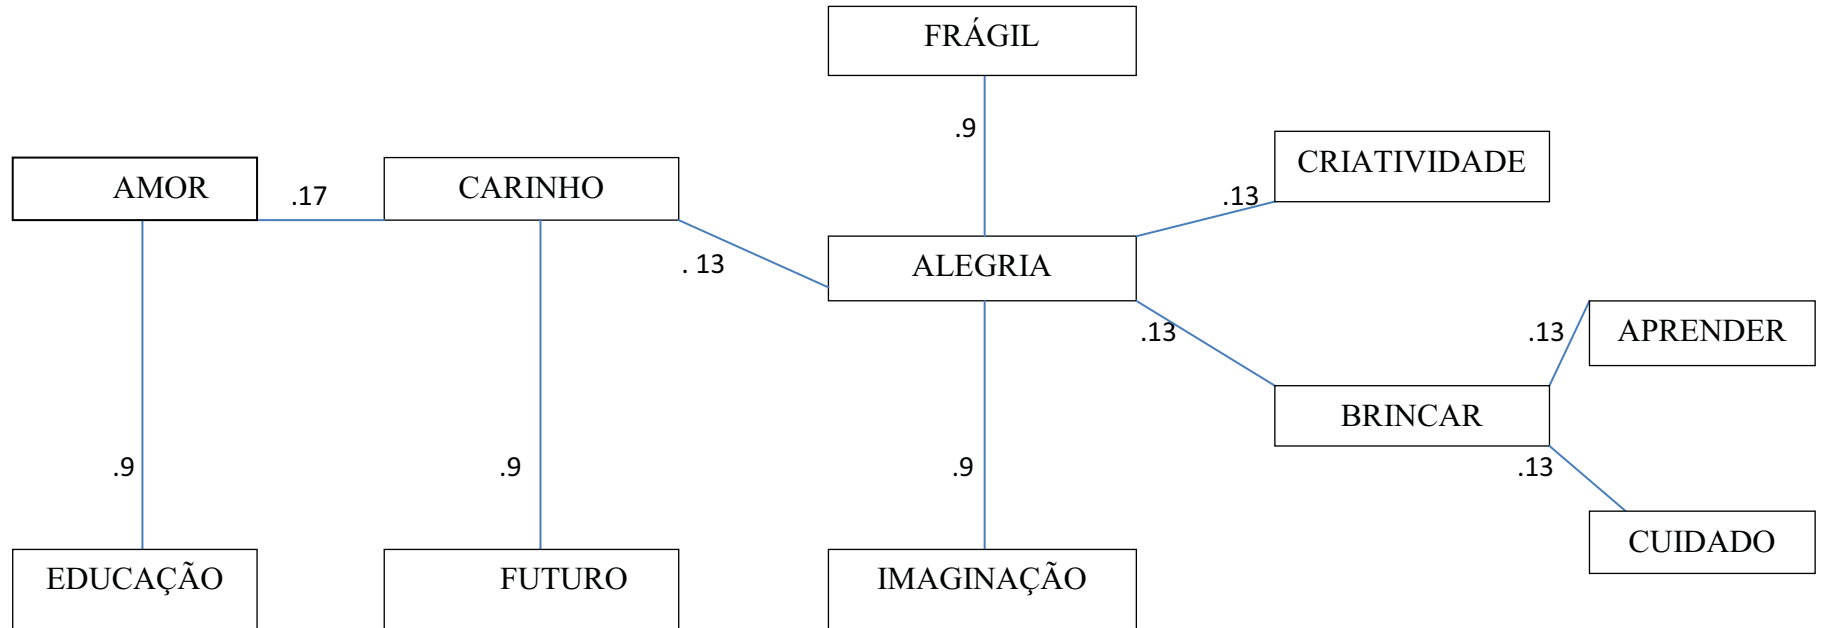 FRÁGIL
.9
CRIATIVIDADE
AMOR
.17
CARINHO
.13
ALEGRIA
. 13
.13
.13
APRENDER
BRINCAR
.9
.9
.9
.13
CUIDADO
EDUCAÇÃO
FUTURO
IMAGINAÇÃO